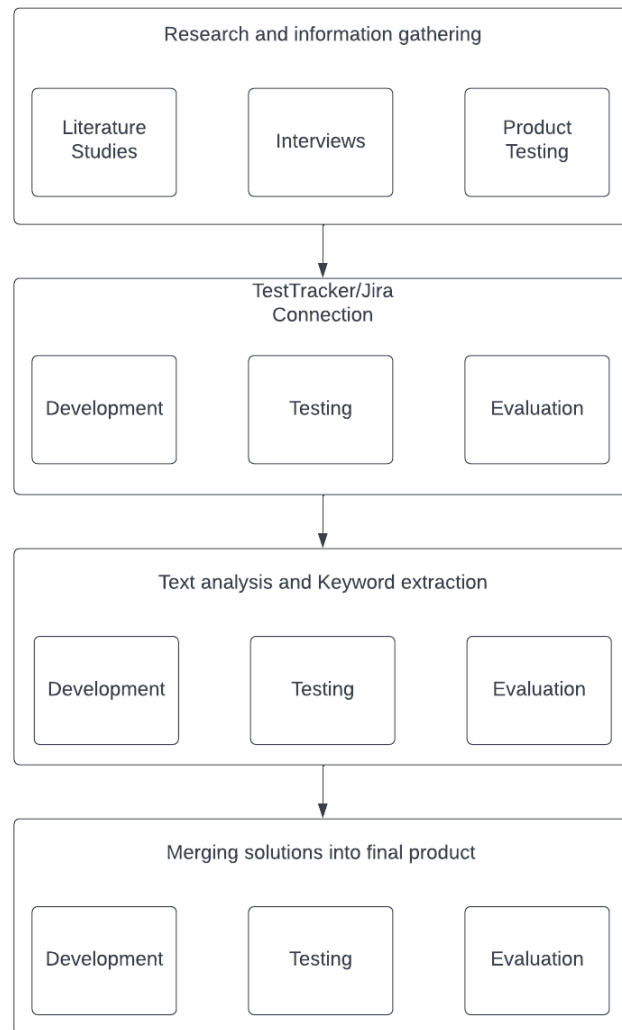 Research and information gathering
Literature
Studies
Interviews
Product
Testing
TestTracker/Jira
Connection
Development
Testing
Evaluation
Text analysis and Keyword extraction
Development
Testing
Evaluation
Merging solutions into final product
Development
Testing
Evaluation